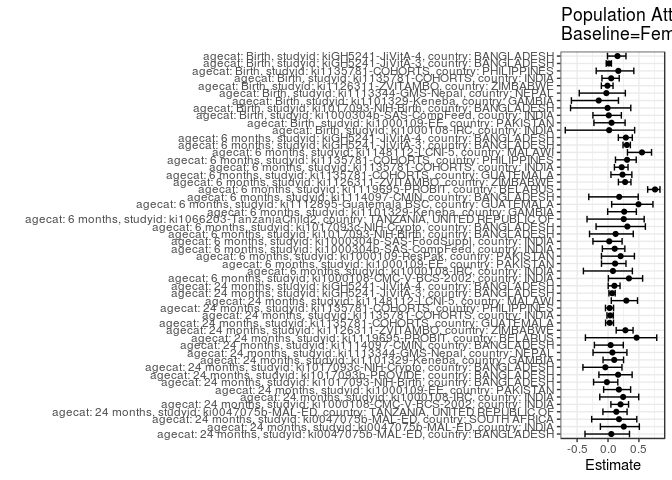 Population Att
Baseline=Fem
agecat: Birth, studyid: kiGH5241-JiVitA-4, country: BANGLADESH
agecat: Birth, studyid: kiGH5241-JiVitA-3, country: BANGLADESH
agecat: Birth, studyid: ki1135781-COHORTS, country: PHILIPPINES
agecat: Birth, studyid: ki1135781-COHORTS, country: INDIA
agecat: Birth, studyid: ki1126311-ZVITAMBO, country: ZIMBABWE
agecat: Birth, studyid: ki1113344-GMS-Nepal, country: NEPAL
agecat: Birth, studyid: ki1101329-Keneba, country: GAMBIA
agecat: Birth, studyid: ki1017093-NIH-Birth, country: BANGLADESH
agecat: Birth, studyid: ki1000304b-SAS-CompFeed, country: INDIA
agecat: Birth, studyid: ki1000109-EE, country: PAKISTAN
agecat: Birth, studyid: ki1000108-IRC, country: INDIA
agecat: 6 months, studyid: kiGH5241-JiVitA-4, country: BANGLADESH
agecat: 6 months, studyid: kiGH5241-JiVitA-3, country: BANGLADESH
agecat: 6 months, studyid: ki1148112-LCNI-5, country: MALAWI
agecat: 6 months, studyid: ki1135781-COHORTS, country: PHILIPPINES
agecat: 6 months, studyid: ki1135781-COHORTS, country: INDIA
agecat: 6 months, studyid: ki1135781-COHORTS, country: GUATEMALA
agecat: 6 months, studyid: ki1126311-ZVITAMBO, country: ZIMBABWE
agecat: 6 months, studyid: ki1119695-PROBIT, country: BELARUS
agecat: 6 months, studyid: ki1114097-CMIN, country: BANGLADESH
agecat: 6 months, studyid: ki1112895-Guatemala BSC, country: GUATEMALA
agecat: 6 months, studyid: ki1101329-Keneba, country: GAMBIA
agecat: 6 months, studyid: ki1066203-TanzaniaChild2, country: TANZANIA, UNITED REPUBLIC OF
agecat: 6 months, studyid: ki1017093c-NIH-Crypto, country: BANGLADESH
agecat: 6 months, studyid: ki1017093-NIH-Birth, country: BANGLADESH
agecat: 6 months, studyid: ki1000304b-SAS-FoodSuppl, country: INDIA
agecat: 6 months, studyid: ki1000304b-SAS-CompFeed, country: INDIA
agecat: 6 months, studyid: ki1000109-ResPak, country: PAKISTAN
agecat: 6 months, studyid: ki1000109-EE, country: PAKISTAN
agecat: 6 months, studyid: ki1000108-IRC, country: INDIA
agecat: 6 months, studyid: ki1000108-CMC-V-BCS-2002, country: INDIA
agecat: 24 months, studyid: kiGH5241-JiVitA-4, country: BANGLADESH
agecat: 24 months, studyid: kiGH5241-JiVitA-3, country: BANGLADESH
agecat: 24 months, studyid: ki1148112-LCNI-5, country: MALAWI
agecat: 24 months, studyid: ki1135781-COHORTS, country: PHILIPPINES
agecat: 24 months, studyid: ki1135781-COHORTS, country: INDIA
agecat: 24 months, studyid: ki1135781-COHORTS, country: GUATEMALA
agecat: 24 months, studyid: ki1126311-ZVITAMBO, country: ZIMBABWE
agecat: 24 months, studyid: ki1119695-PROBIT, country: BELARUS
agecat: 24 months, studyid: ki1114097-CMIN, country: BANGLADESH
agecat: 24 months, studyid: ki1113344-GMS-Nepal, country: NEPAL
agecat: 24 months, studyid: ki1101329-Keneba, country: GAMBIA
agecat: 24 months, studyid: ki1017093c-NIH-Crypto, country: BANGLADESH
agecat: 24 months, studyid: ki1017093b-PROVIDE, country: BANGLADESH
agecat: 24 months, studyid: ki1017093-NIH-Birth, country: BANGLADESH
agecat: 24 months, studyid: ki1000109-EE, country: PAKISTAN
agecat: 24 months, studyid: ki1000108-IRC, country: INDIA
agecat: 24 months, studyid: ki1000108-CMC-V-BCS-2002, country: INDIA
agecat: 24 months, studyid: ki0047075b-MAL-ED, country: TANZANIA, UNITED REPUBLIC OF
agecat: 24 months, studyid: ki0047075b-MAL-ED, country: SOUTH AFRICA
agecat: 24 months, studyid: ki0047075b-MAL-ED, country: INDIA
agecat: 24 months, studyid: ki0047075b-MAL-ED, country: BANGLADESH
-0.5 0.0 0.5
Estimate